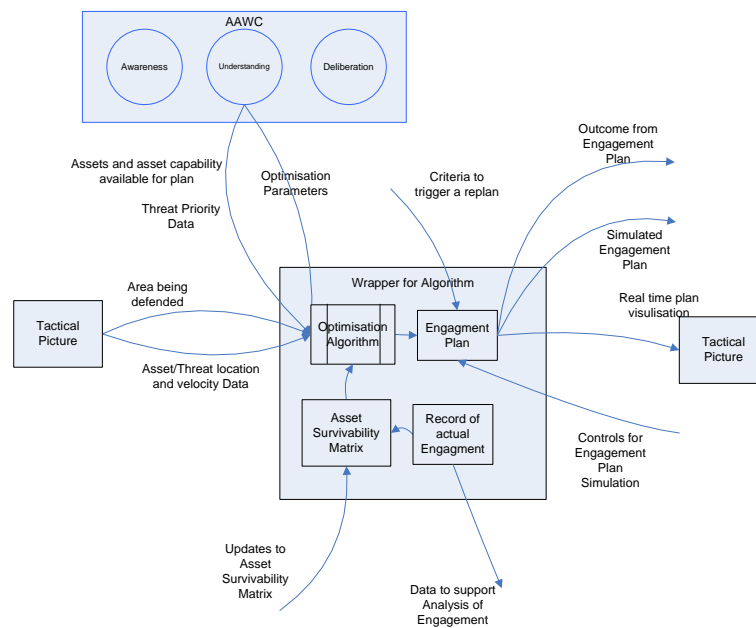 AAWC
Awareness
Understanding
Deliberation
Assets and asset capability
available for plan
Threat Priority
Data
Optimisation
Parameters
Criteria to
trigger a replan
Outcome from
Engagement
Plan
Simulated
Engagement
Plan
Real time plan
visulisation
Area being
defended
Wrapper for Algorithm
Tactical
Picture
Optimisation
Algorithm
Engagment
Plan
Tactical
Picture
Asset/Threat location
and velocity Data
Asset
Survivability
Matrix
Record of
actual
Engagment
Controls for
Engagement
Plan
Simulation
Updates to
Asset
Survivability
Matrix
Data to support
Analysis of
Engagement